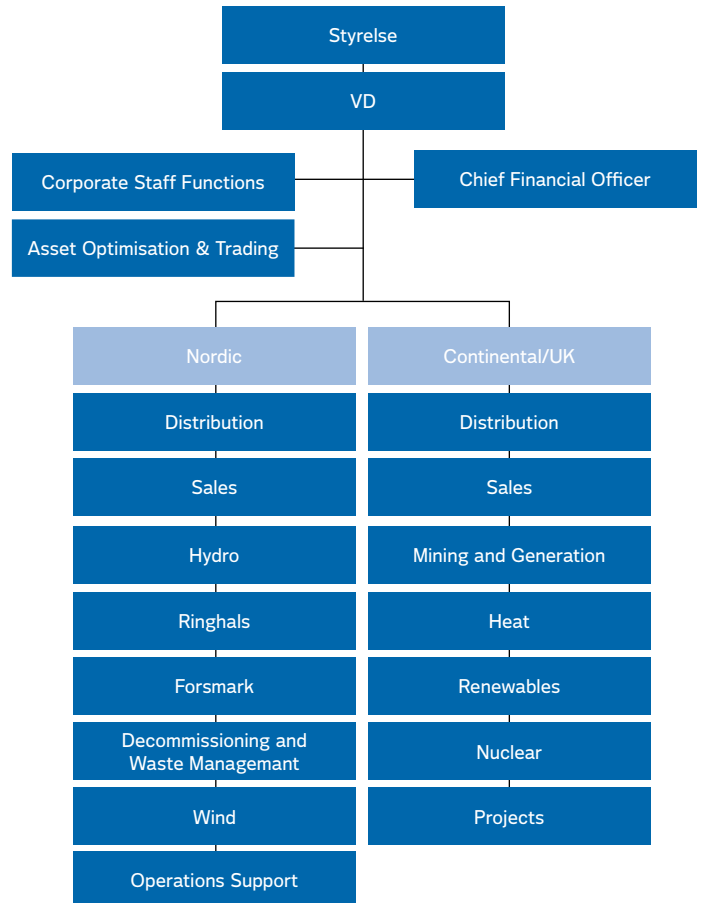 Styrelse
VD
Corporate Staff Functions
Chief Financial Officer
Asset Optimisation & Trading
Nordic
Continental/UK
Distribution
Distribution
Sales
Sales
Hydro
Mining and Generation
Ringhals
Heat
Forsmark
Renewables
Decommissioning and
Waste Managemant
Nuclear
Wind
Projects
Operations Support